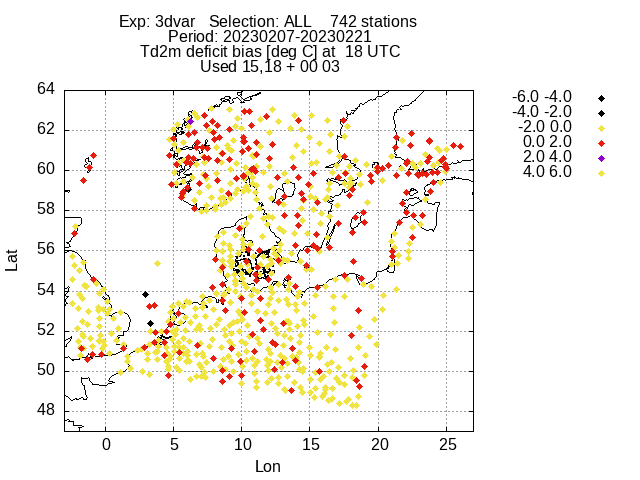 Exp: 3dvar   Selection: ALL    742 stations
Period: 20230207-20230221
Td2m deficit bias [deg C] at  18 UTC
Used 15,18 + 00 03
64
62
60
58
56
54
52
50
48
Lat
0 5 10 15 20 25
Lon
-6.0 -4.0
-4.0 -2.0
-2.0 0.0
0.0 2.0
2.0 4.0
4.0 6.0